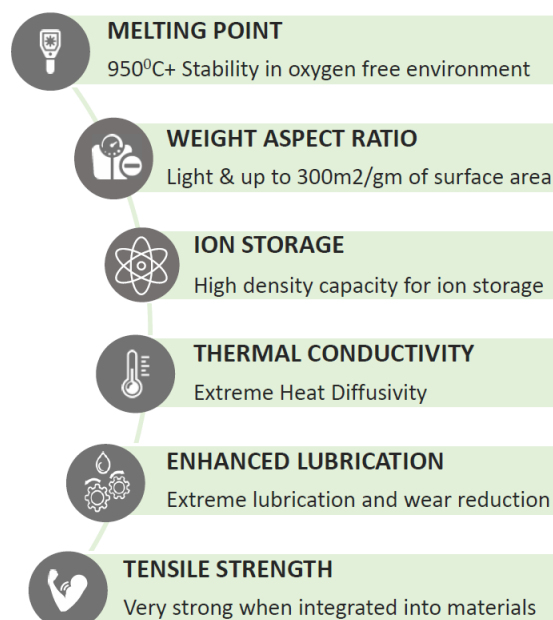 MELTING POINT
950⁰C+ Stability in oxygen free environment
WEIGHT ASPECT RATIO
Light & up to 300m2/gm of surface area
ION STORAGE
High density capacity for ion storage
THERMAL CONDUCTIVITY
Extreme Heat Diffusivity
ENHANCED LUBRICATION
Extreme lubrication and wear reduction
TENSILE STRENGTH
Very strong when integrated into materials